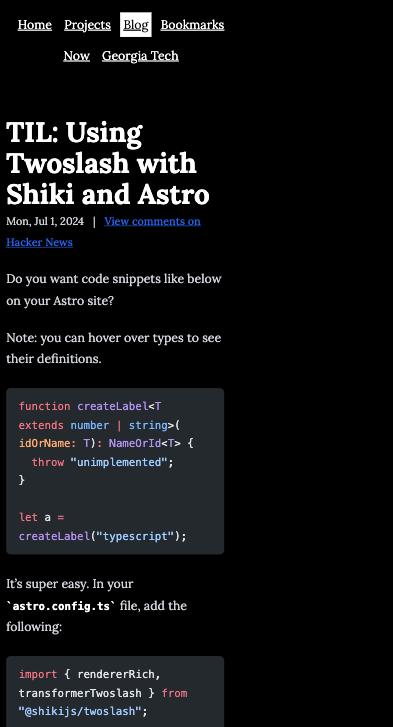 Home Projects Blog Bookmarks
Now Georgia Tech
TIL: Using
Twoslash with
Shiki and Astro
Mon, Jul 1, 2024 | View comments on
Hacker News
Do you want code snippets like below
on your Astro site?
Note: you can hover over types to see
their definitions.
function createLabel<T
extends number | string>(
idOrName: T): NameOrId<T> {
  throw "unimplemented";
}
let a =
createLabel("typescript");
It’s super easy. In your
`astro.config.ts` file, add the
following:
import { rendererRich,
transformerTwoslash } from
"@shikijs/twoslash";